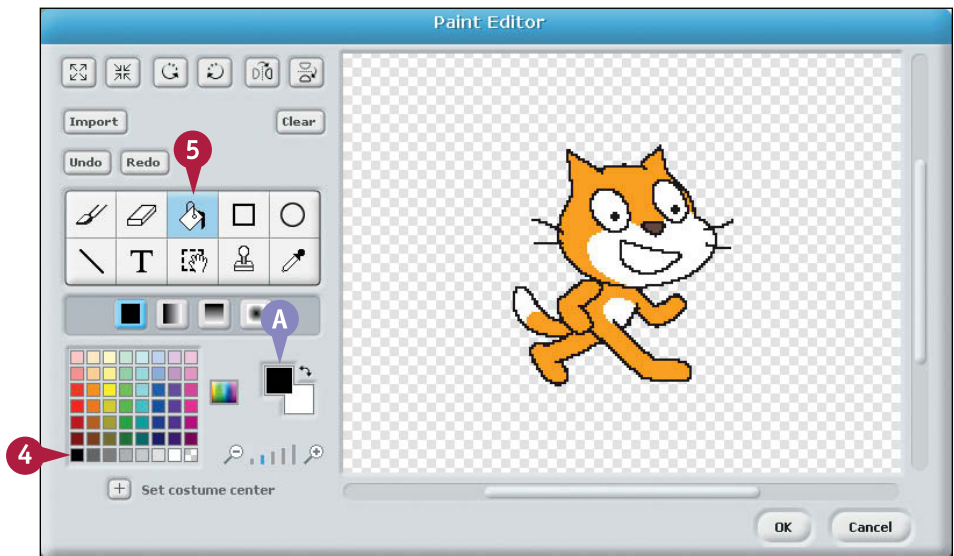 Paint Editor
Import
Clear
Undo
Redo
5
T
A
4
Set costume center
OK
Cancel